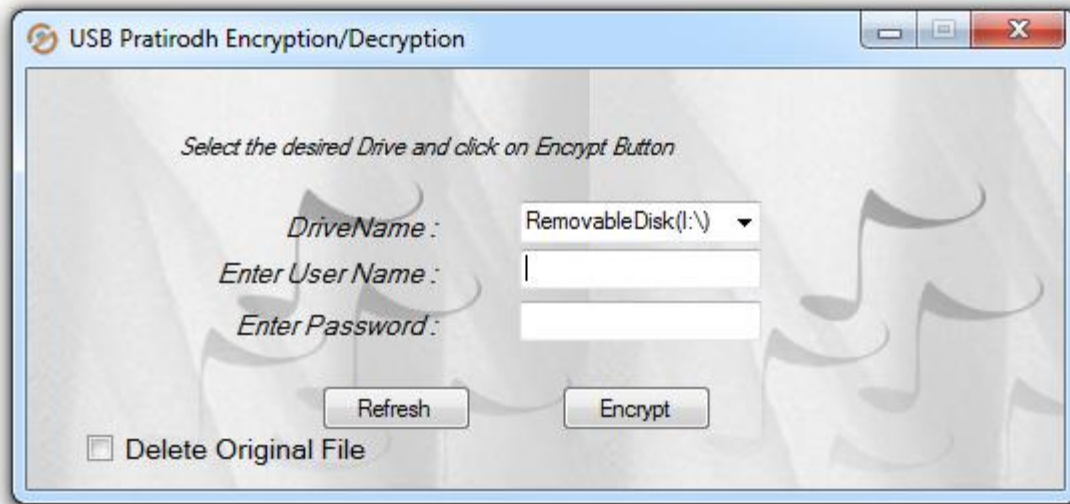 USB Pratirodh Encryption/Decryption
Select the desired Drive and click on Encrypt Button
DriveName :
RemovableDisk(I:\)
Enter User Name :
Enter Password :
Refresh
Encrypt
Delete Original File